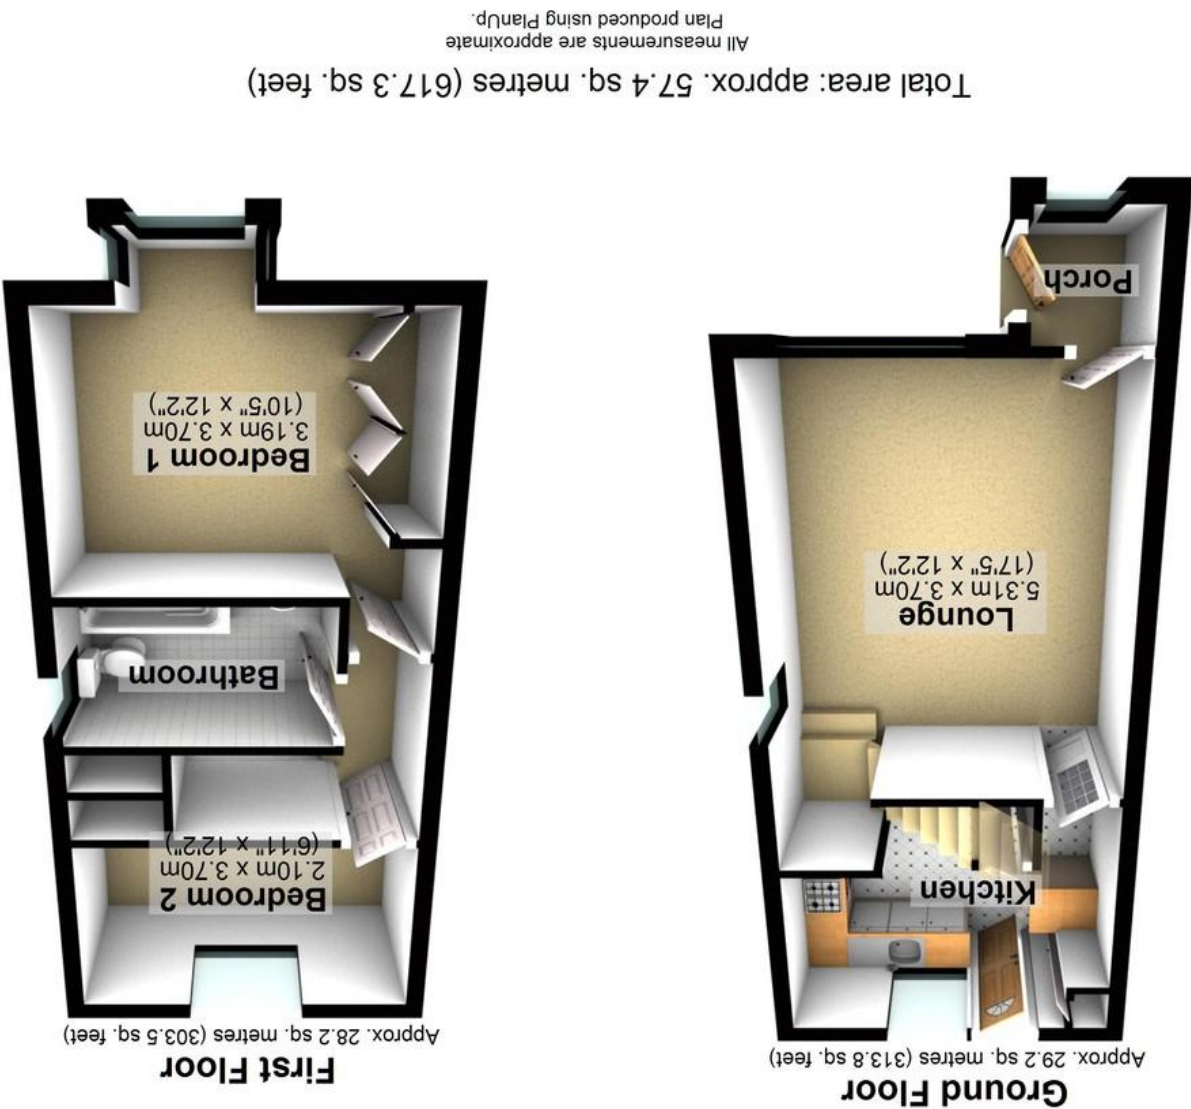 Ground Floor
Approx. 29.2 sq. metres (313.8 sq. feet)
Kitchen
Lounge
5.31m x 3.70m
(17'5" x 12'2")
Porch
First Floor
Approx. 28.2 sq. metres (303.5 sq. feet)
Bedroom 2
2.10m x 3.70m
(6'11" x 12'2")
Bathroom
Bedroom 1
3.19m x 3.70m
(10'5" x 12'2")
Total area: approx. 57.4 sq. metres (617.3 sq. feet)
All measurements are approximate
Plan produced using PlanUp.